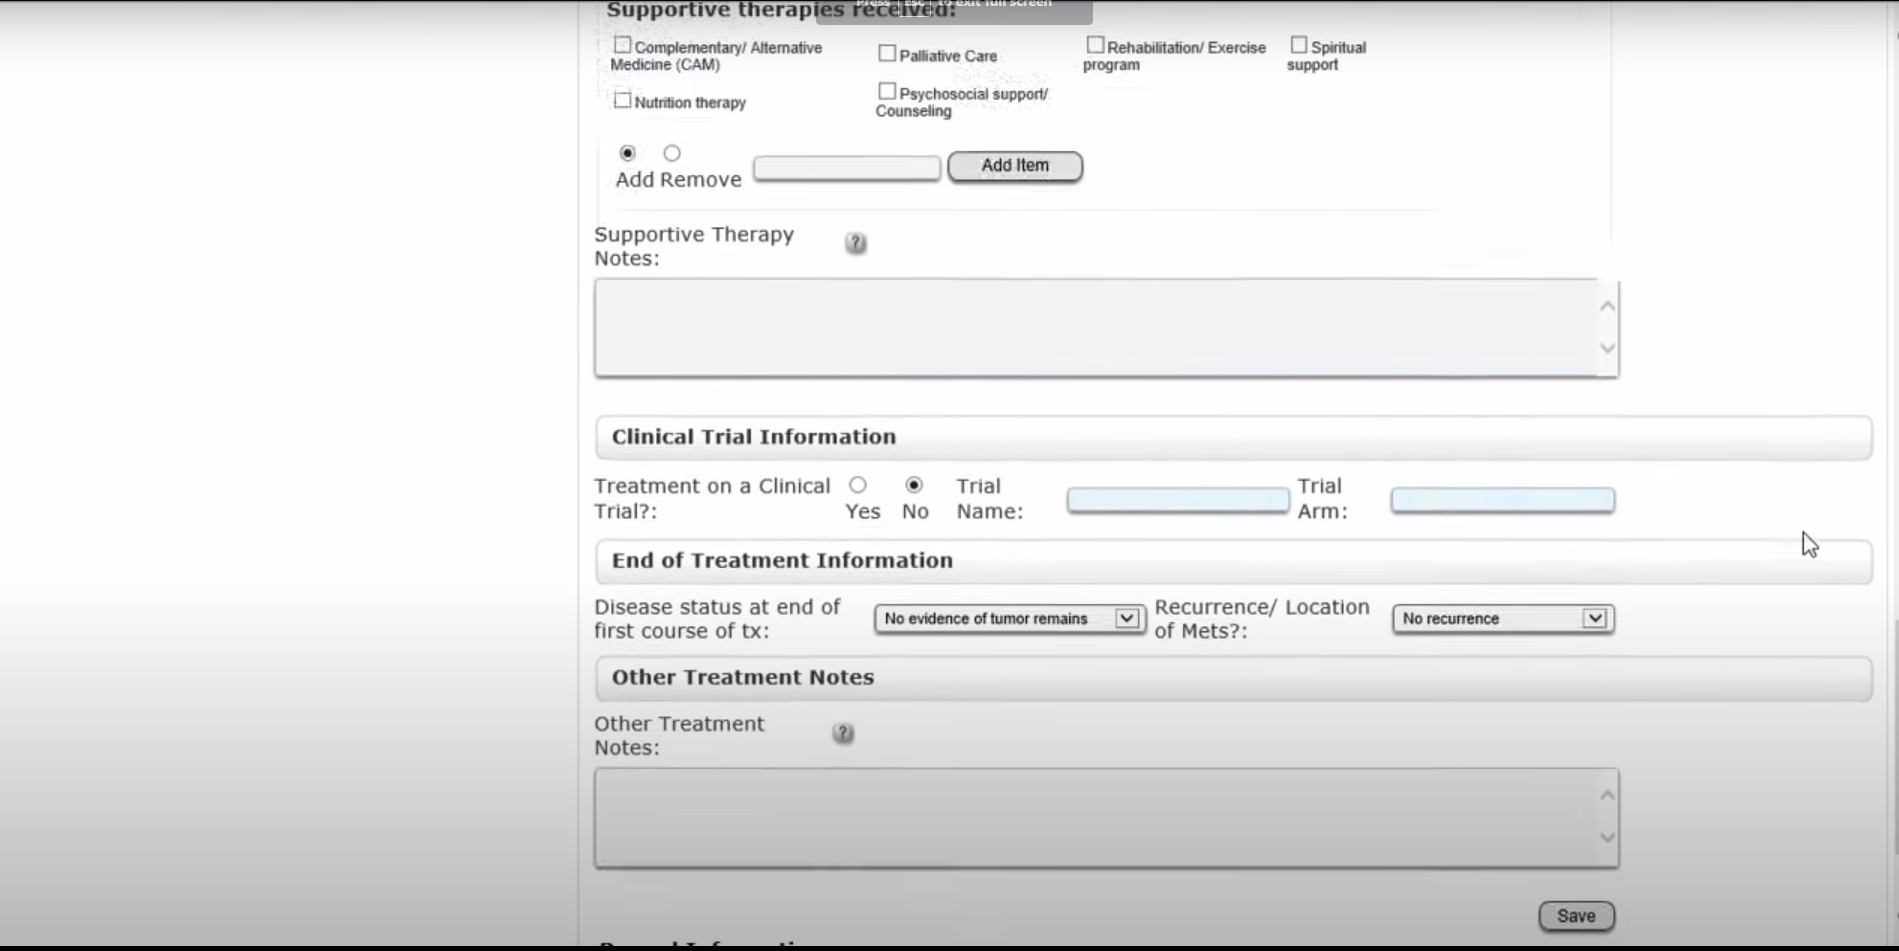 Press Esc to exit full screen
Supportive therapies received:
Complementary/ Alternative
Medicine (CAM)
Palliative Care
Rehabilitation/ Exercise
program
Spiritual
support
Nutrition therapy
Psychosocial support/
Counseling
Add Remove
Add Item
Supportive Therapy
Notes:
?
Clinical Trial Information
Treatment on a Clinical
Trial?:
Yes No
Trial
Name:
Trial
Arm:
End of Treatment Information
Disease status at end of
first course of tx:
No evidence of tumor remains
Recurrence/ Location
of Mets?:
No recurrence
Other Treatment Notes
Other Treatment
Notes:
?
Save